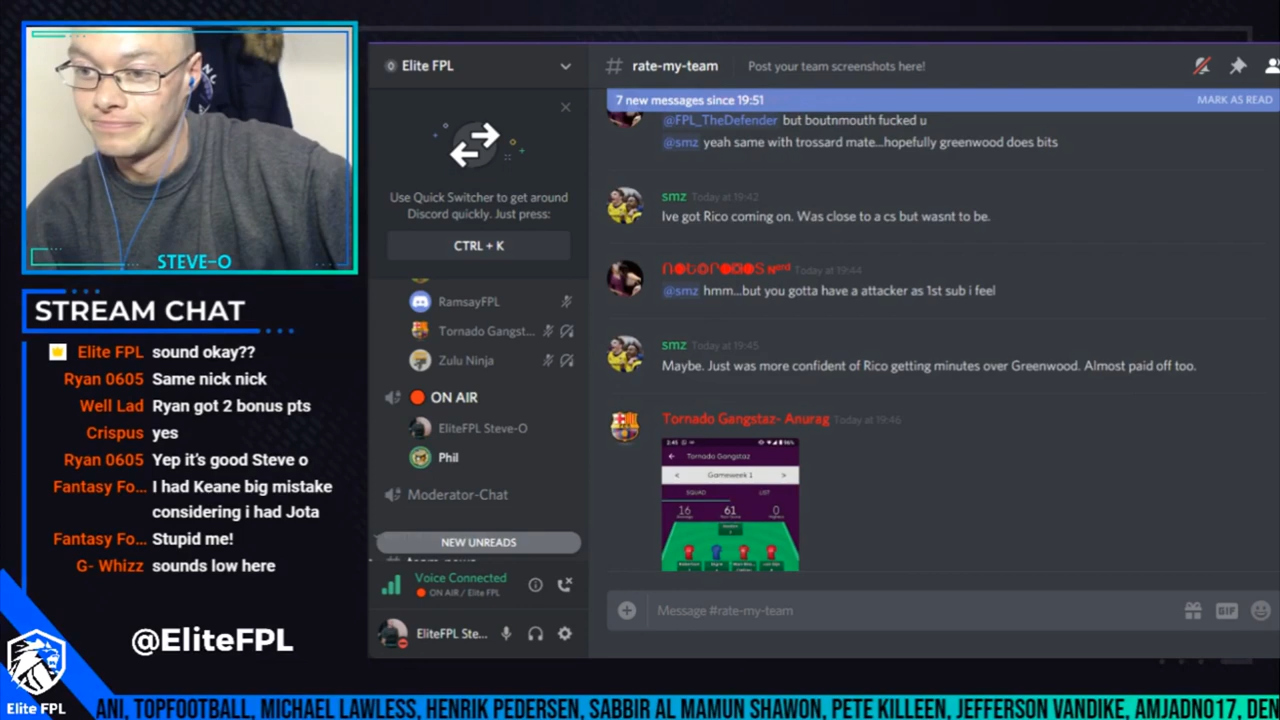 Elite FPL
# rate-my-team
Post your team screenshots here!
7 new messages since 19:51
MARK AS READ
@FPL_TheDefender but boutnmouth fucked u
@smz yeah same with trossard mate...hopefully greenwood does bits
Use Quick Switcher to get around
Discord quickly. Just press:
CTRL + K
smz Today at 19:42
Ive got Rico coming on. Was close to a cs but wasnt to be.
STEVE-O
Today at 19:44
@smz hmm...but you gotta have a attacker as 1st sub i feel
STREAM CHAT
RamsayFPL
Tornado Gangst...
Zulu Ninja
smz Today at 19:45
Maybe. Just was more confident of Rico getting minutes over Greenwood. Almost paid off too.
Elite FPL sound okay??
Ryan 0605 Same nick nick
Well Lad Ryan got 2 bonus pts
Crispus yes
Ryan 0605 Yep it's good Steve o
Fantasy Fo... I had Keane big mistake
considering i had Jota
Fantasy Fo... Stupid me!
G- Whizz sounds low here
ON AIR
EliteFPL Steve-O
Phil
Moderator-Chat
NEW UNREADS
Tornado Gangstaz- Anurag Today at 19:46
Tornado Gangstaz
Gameweek 1
SQUAD
LIST
16
61
0
Voice Connected
ON AIR / Elite FPL
EliteFPL Ste...
Message #rate-my-team
GIF
@EliteFPL
Elite FPL
ANI, TOPFOOTBALL, MICHAEL LAWLESS, HENRIK PEDERSEN, SABBIR AL MAMUN SHAWON, PETE KILLEEN, JEFFERSON VANDIKE, AMJADNO17, DEN